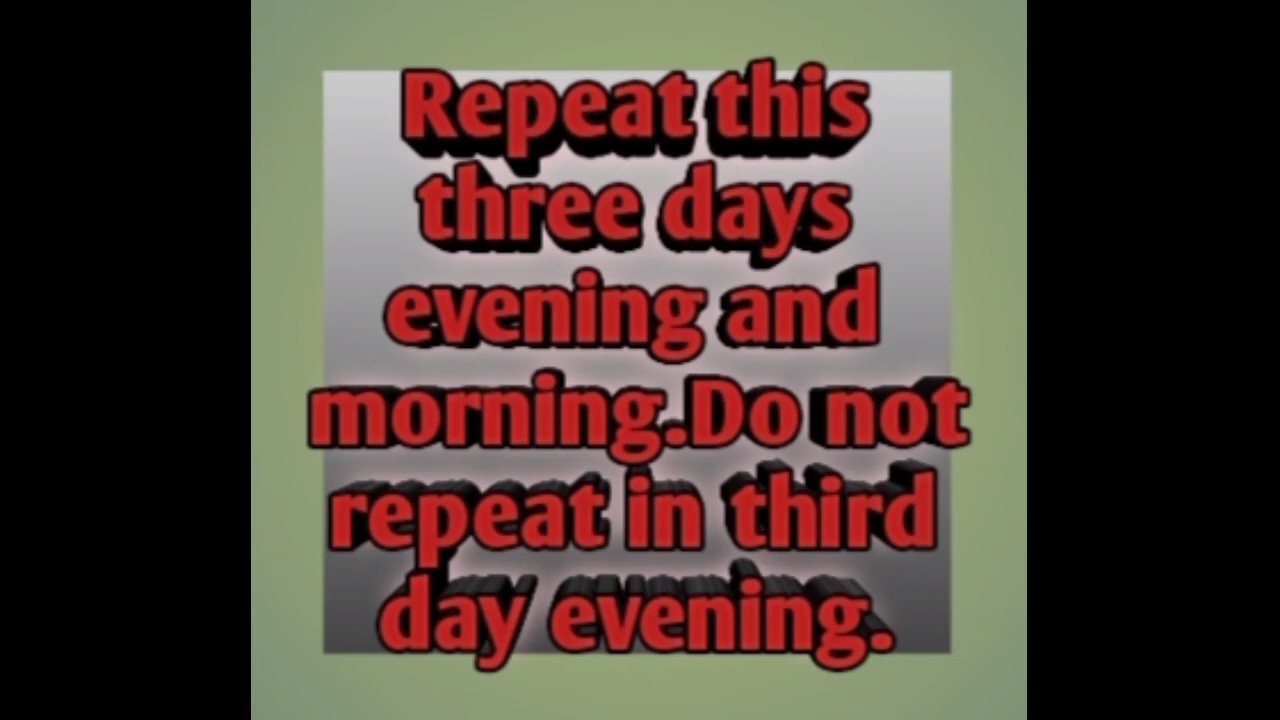 Repeat this
three days
evening and
morning.Do not
repeat in third
day evening.